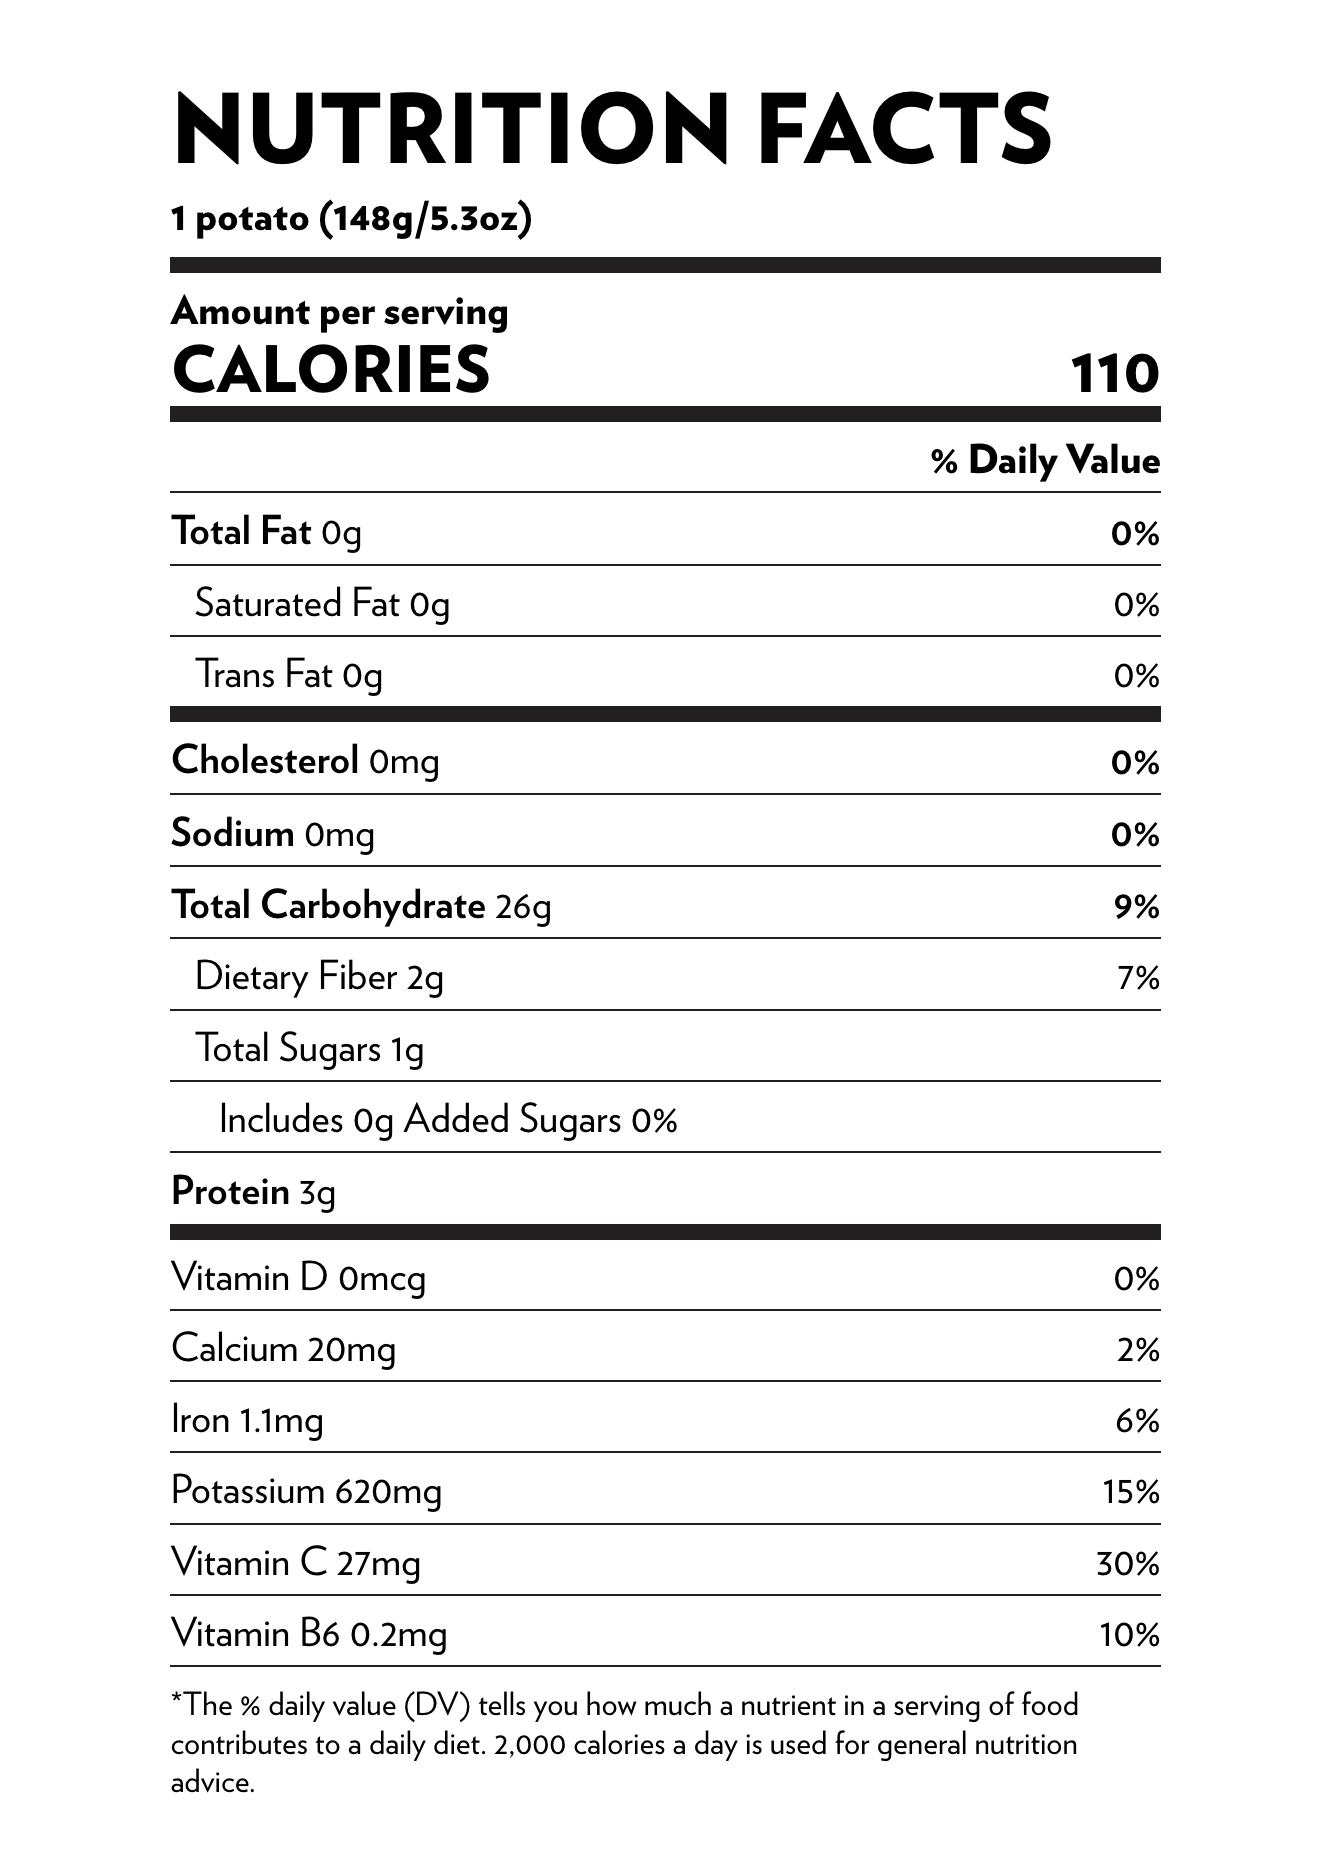 NUTRITION FACTS
1 potato (148g/5.3oz)
Amount per serving
CALORIES 110
% Daily Value
Total Fat 0g 0%
Saturated Fat 0g 0%
Trans Fat 0g 0%
Cholesterol 0mg 0%
Sodium 0mg 0%
Total Carbohydrate 26g 9%
Dietary Fiber 2g 7%
Total Sugars 1g
Includes 0g Added Sugars 0%
Protein 3g
Vitamin D 0mcg 0%
Calcium 20mg 2%
Iron 1.1mg 6%
Potassium 620mg 15%
Vitamin C 27mg 30%
Vitamin B6 0.2mg 10%
*The % daily value (DV) tells you how much a nutrient in a serving of food
contributes to a daily diet. 2,000 calories a day is used for general nutrition
advice.